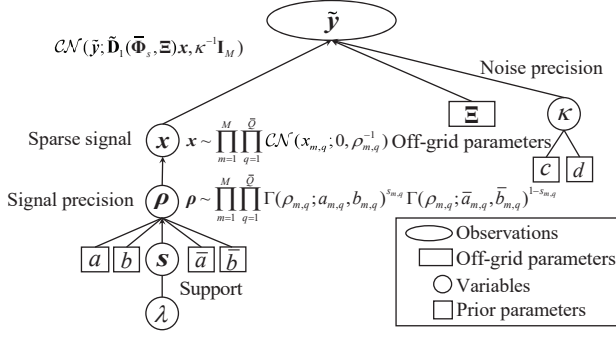 ỹ
𝒞𝒩(ỹ; D̃₁(Φ̄ₛ, Ξ)x, κ⁻¹I_M)
Noise precision
Ξ
κ
Sparse signal x x ~ ∏_{m=1}^{M} ∏_{q=1}^{Q̄} 𝒞𝒩(x_{m,q}; 0, ρ_{m,q}^{-1}) Off-grid parameters
c d
Signal precision ρ ρ ~ ∏_{m=1}^{M} ∏_{q=1}^{Q̄} Γ(ρ_{m,q}; a_{m,q}, b_{m,q})^{s_{m,q}} Γ(ρ_{m,q}; ā_{m,q}, b̄_{m,q})^{1-s_{m,q}}
a b s ā b̄
Support
λ
Observations
Off-grid parameters
Variables
Prior parameters